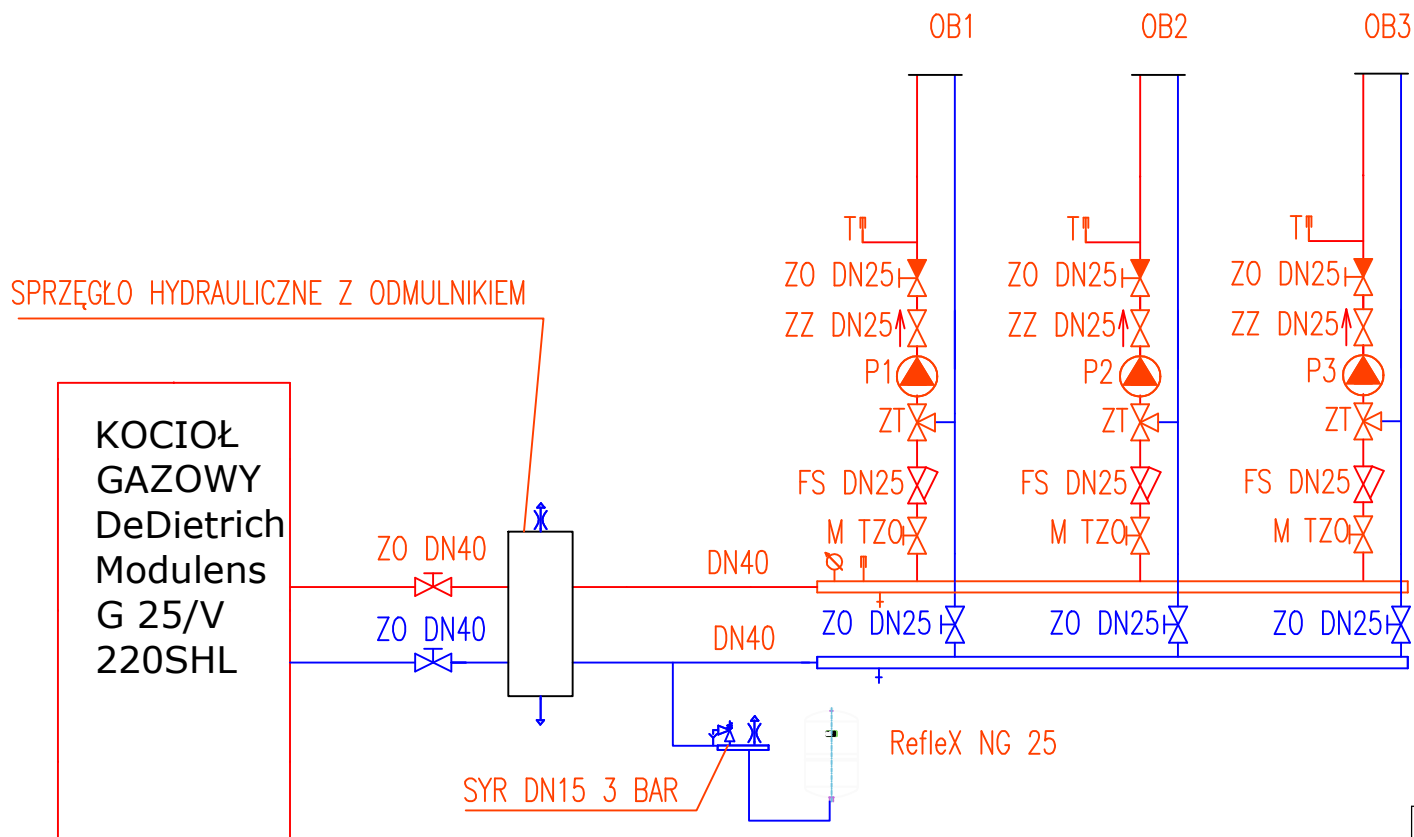 OB1 OB2 OB3
T T T
ZO DN25 ZO DN25 ZO DN25
SPRZĘGŁO HYDRAULICZNE Z ODMULNIKIEM
ZZ DN25 ZZ DN25 ZZ DN25
P1 P2 P3
ZT ZT ZT
KOCIOŁ
GAZOWY
DeDietrich
Modulens
G 25/V
220SHL
FS DN25 FS DN25 FS DN25
M TZO M TZO M TZO
ZO DN40 DN40
ZO DN40 DN40
ZO DN25 ZO DN25 ZO DN25
RefleX NG 25
SYR DN15 3 BAR